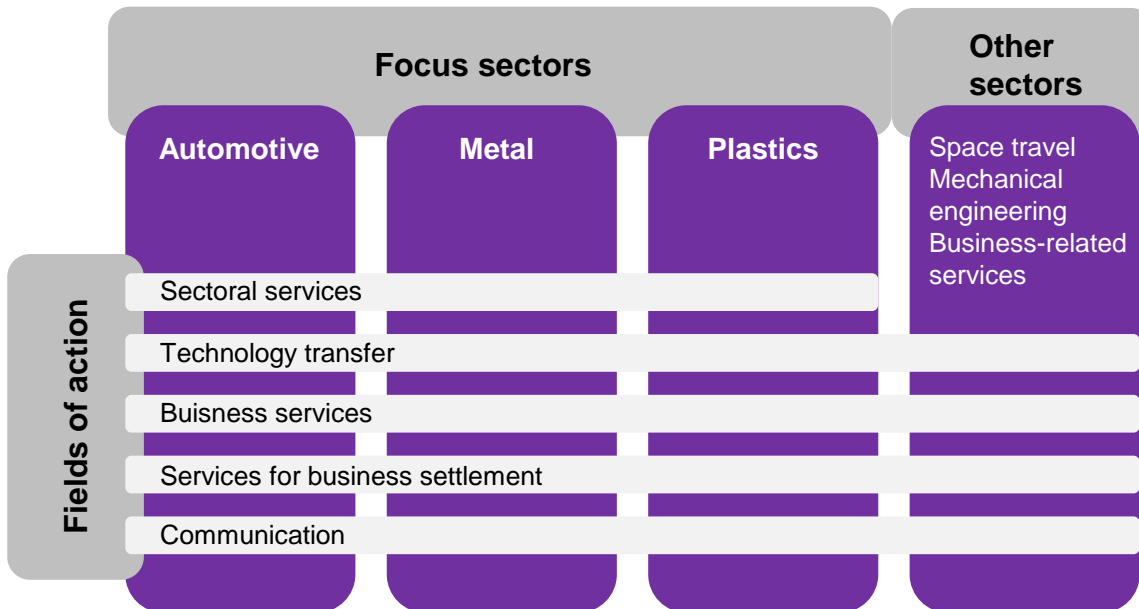 Focus sectors
Other
sectors
Automotive
Metal
Plastics
Space travel
Mechanical
engineering
Business-related
services
Fields of action
Sectoral services
Technology transfer
Buisness services
Services for business settlement
Communication